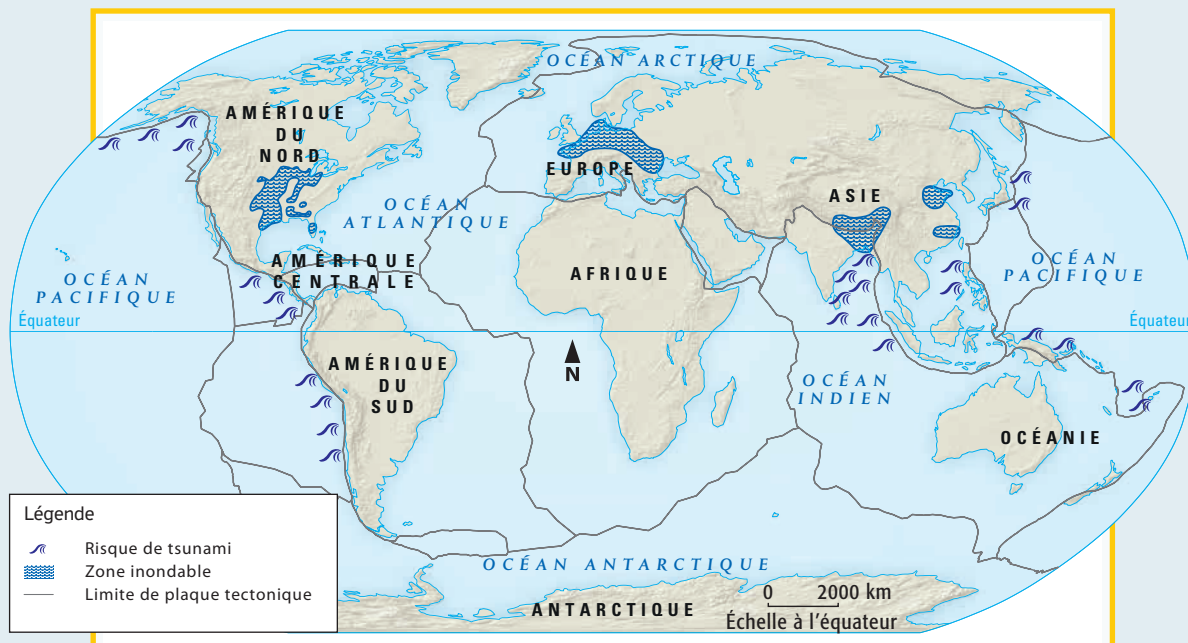 OCÉAN ARCTIQUE
AMÉRIQUE
DU
NORD
EUROPE
ASIE
OCÉAN
ATLANTIQUE
AMÉRIQUE
CENTRALE
AFRIQUE
OCÉAN
PACIFIQUE
OCÉAN
PACIFIQUE
Équateur
Équateur
N
AMÉRIQUE
DU
SUD
OCÉAN
INDIEN
OCÉANIE
Légende
Risque de tsunami
Zone inondable
Limite de plaque tectonique
OCÉAN ANTARCTIQUE
ANTARCTIQUE
0 2000 km
Échelle à l'équateur